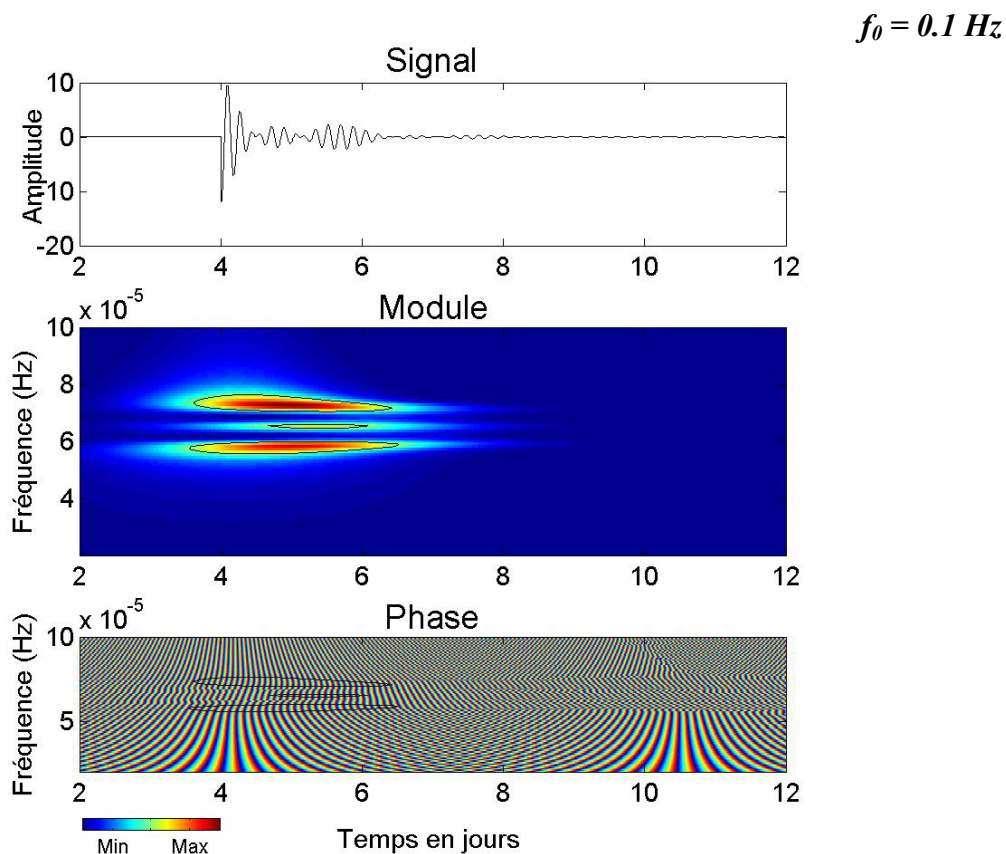 f₀ = 0.1 Hz
Signal
Amplitude
10
0
-10
-20
2 4 6 8 10 12
Module
x 10⁻⁵
Fréquence (Hz)
10
8
6
4
2 4 6 8 10 12
Phase
x 10⁻⁵
Fréquence (Hz)
10
5
2 4 6 8 10 12
Min Max
Temps en jours